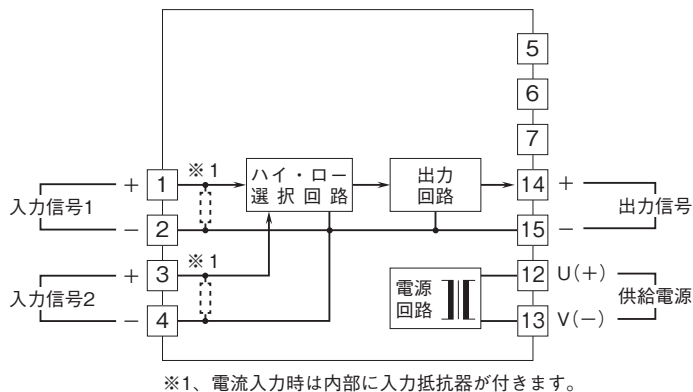 5
6
7
※1
ハイ・ロー
選択回路
出力
回路
+ 1
14 +
入力信号1
出力信号
− 2
15 −
※1
+ 3
12 U(+)
入力信号2
電源
回路
供給電源
− 4
13 V(−)
※1、電流入力時は内部に入力抵抗器が付きます。